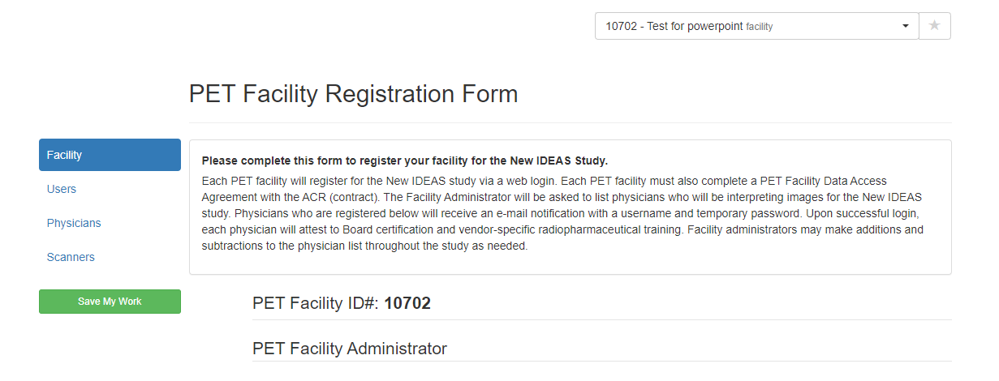 10702 - Test for powerpoint facility
PET Facility Registration Form
Facility
Users
Physicians
Scanners
Save My Work
Please complete this form to register your facility for the New IDEAS Study.
Each PET facility will register for the New IDEAS study via a web login. Each PET facility must also complete a PET Facility Data Access
Agreement with the ACR (contract). The Facility Administrator will be asked to list physicians who will be interpreting images for the New IDEAS
study. Physicians who are registered below will receive an e-mail notification with a username and temporary password. Upon successful login,
each physician will attest to Board certification and vendor-specific radiopharmaceutical training. Facility administrators may make additions and
subtractions to the physician list throughout the study as needed.
PET Facility ID#: 10702
PET Facility Administrator